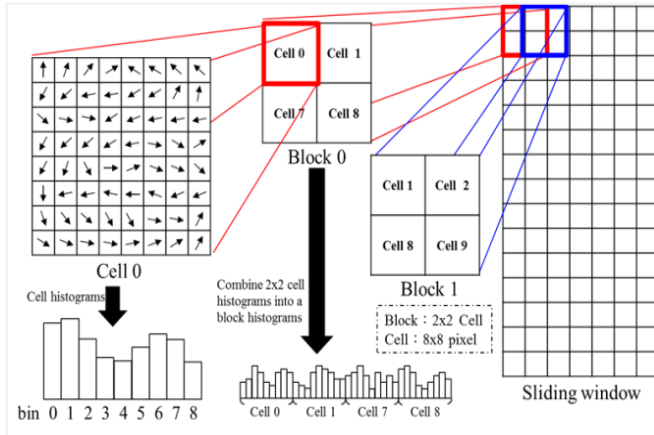 Cell 0
Cell 1
Cell 7
Cell 8
Block 0
Cell 1
Cell 2
Cell 8
Cell 9
Block 1
Cell 0
Cell histograms
Combine 2x2 cell
histograms into a
block histograms
Block：2x2 Cell
Cell：8x8 pixel
Sliding window
bin 0 1 2 3 4 5 6 7 8
Cell 0 Cell 1 Cell 7 Cell 8